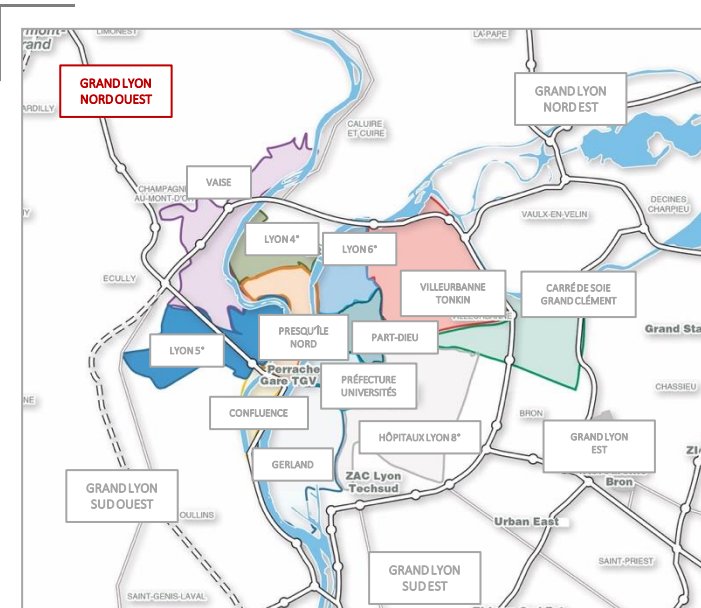 LIMONEST
LA-PAPE
GRAND LYON
NORD OUEST
GRAND LYON
NORD EST
CALUIRE
ET CUIRE
VAISE
CHAMPAGNE
AU-MONT-D'OR
DECINES
CHARPIEU
VAULX-EN-VELIN
LYON 4°
LYON 6°
ECULLY
VILLEURBANNE
TONKIN
CARRÉ DE SOIE
GRAND CLÉMENT
PRESQU'ÎLE
NORD
PART-DIEU
Grand Sta
LYON 5°
Perrache
Gare TGV
PRÉFECTURE
UNIVERSITÉS
CHASSIEU
CONFLUENCE
BRON
HÔPITAUX LYON 8°
GRAND LYON
EST
GERLAND
ZAC Lyon
Techsud
Bron
GRAND LYON
SUD OUEST
OULLINS
Urban East
GRAND LYON
SUD EST
SAINT-PRIEST
SAINT-GENIS-LAVAL